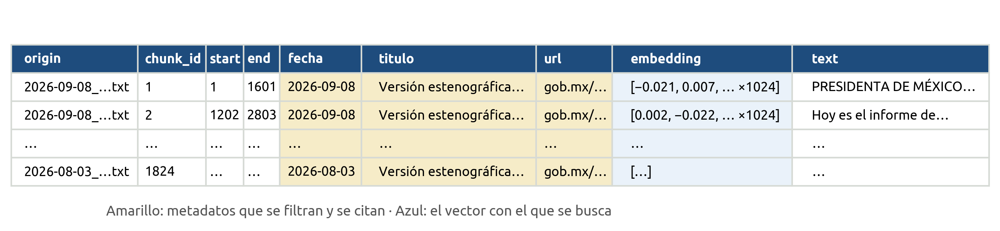 origin chunk_id start end fecha titulo url embedding text
2026-09-08_…txt 1 1 1601 2026-09-08 Versión estenográfica… gob.mx/… [−0.021, 0.007, … ×1024] PRESIDENTA DE MÉXICO…
2026-09-08_…txt 2 1202 2803 2026-09-08 Versión estenográfica… gob.mx/… [0.002, −0.022, … ×1024] Hoy es el informe de…
… … … … … … … … …
2026-08-03_…txt 1824 … … 2026-08-03 Versión estenográfica… gob.mx/… […] …
Amarillo: metadatos que se filtran y se citan · Azul: el vector con el que se busca